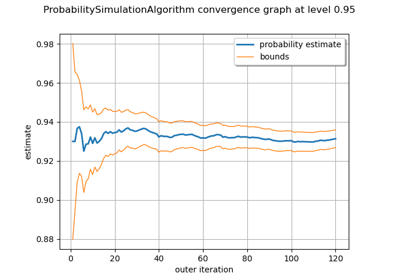 ProbabilitySimulationAlgorithm convergence graph at level 0.95
probability estimate
bounds
0.98
0.96
0.94
0.92
0.90
0.88
estimate
0
20
40
60
80
100
120
outer iteration